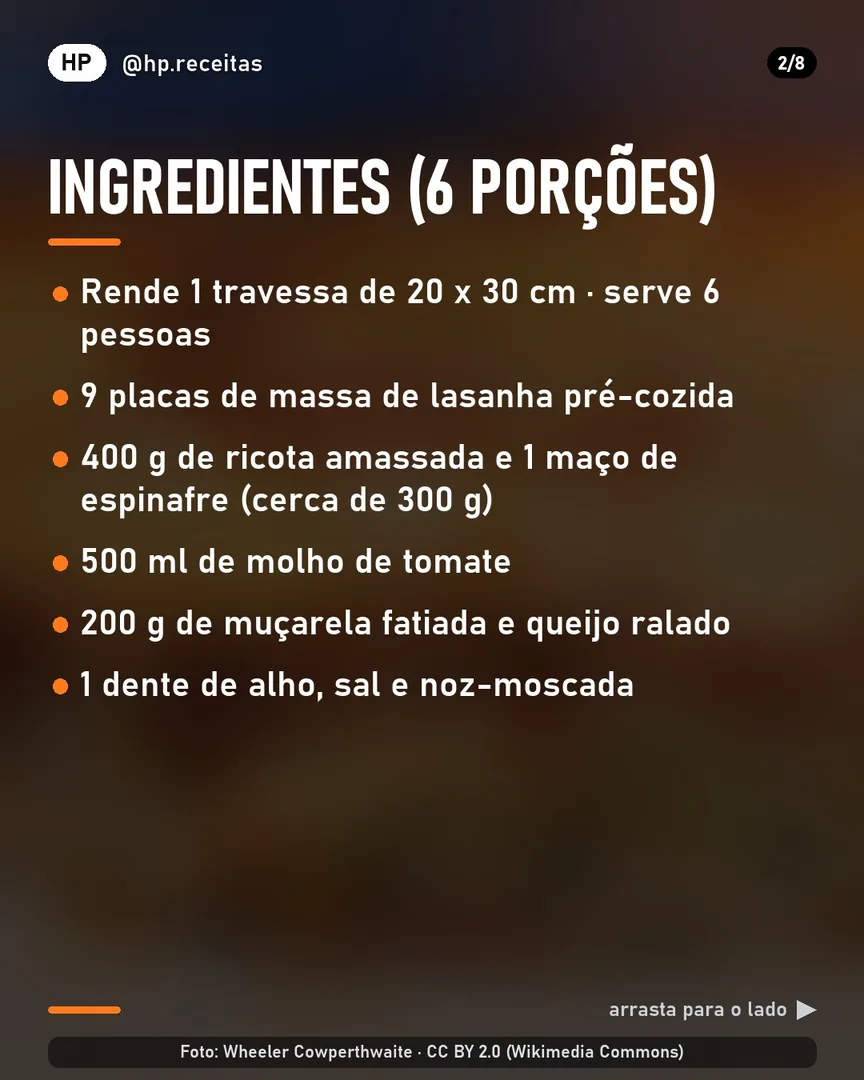 HP @hp.receitas 2/8
INGREDIENTES (6 PORÇÕES)
• Rende 1 travessa de 20 x 30 cm · serve 6
pessoas
• 9 placas de massa de lasanha pré-cozida
• 400 g de ricota amassada e 1 maço de
espinafre (cerca de 300 g)
• 500 ml de molho de tomate
• 200 g de muçarela fatiada e queijo ralado
• 1 dente de alho, sal e noz-moscada
arrasta para o lado ▶
Foto: Wheeler Cowperthwaite · CC BY 2.0 (Wikimedia Commons)